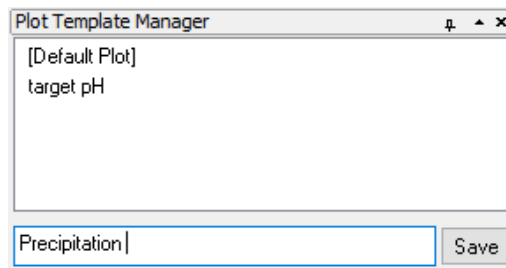 Plot Template Manager
[Default Plot]
target pH
Precipitation
Save